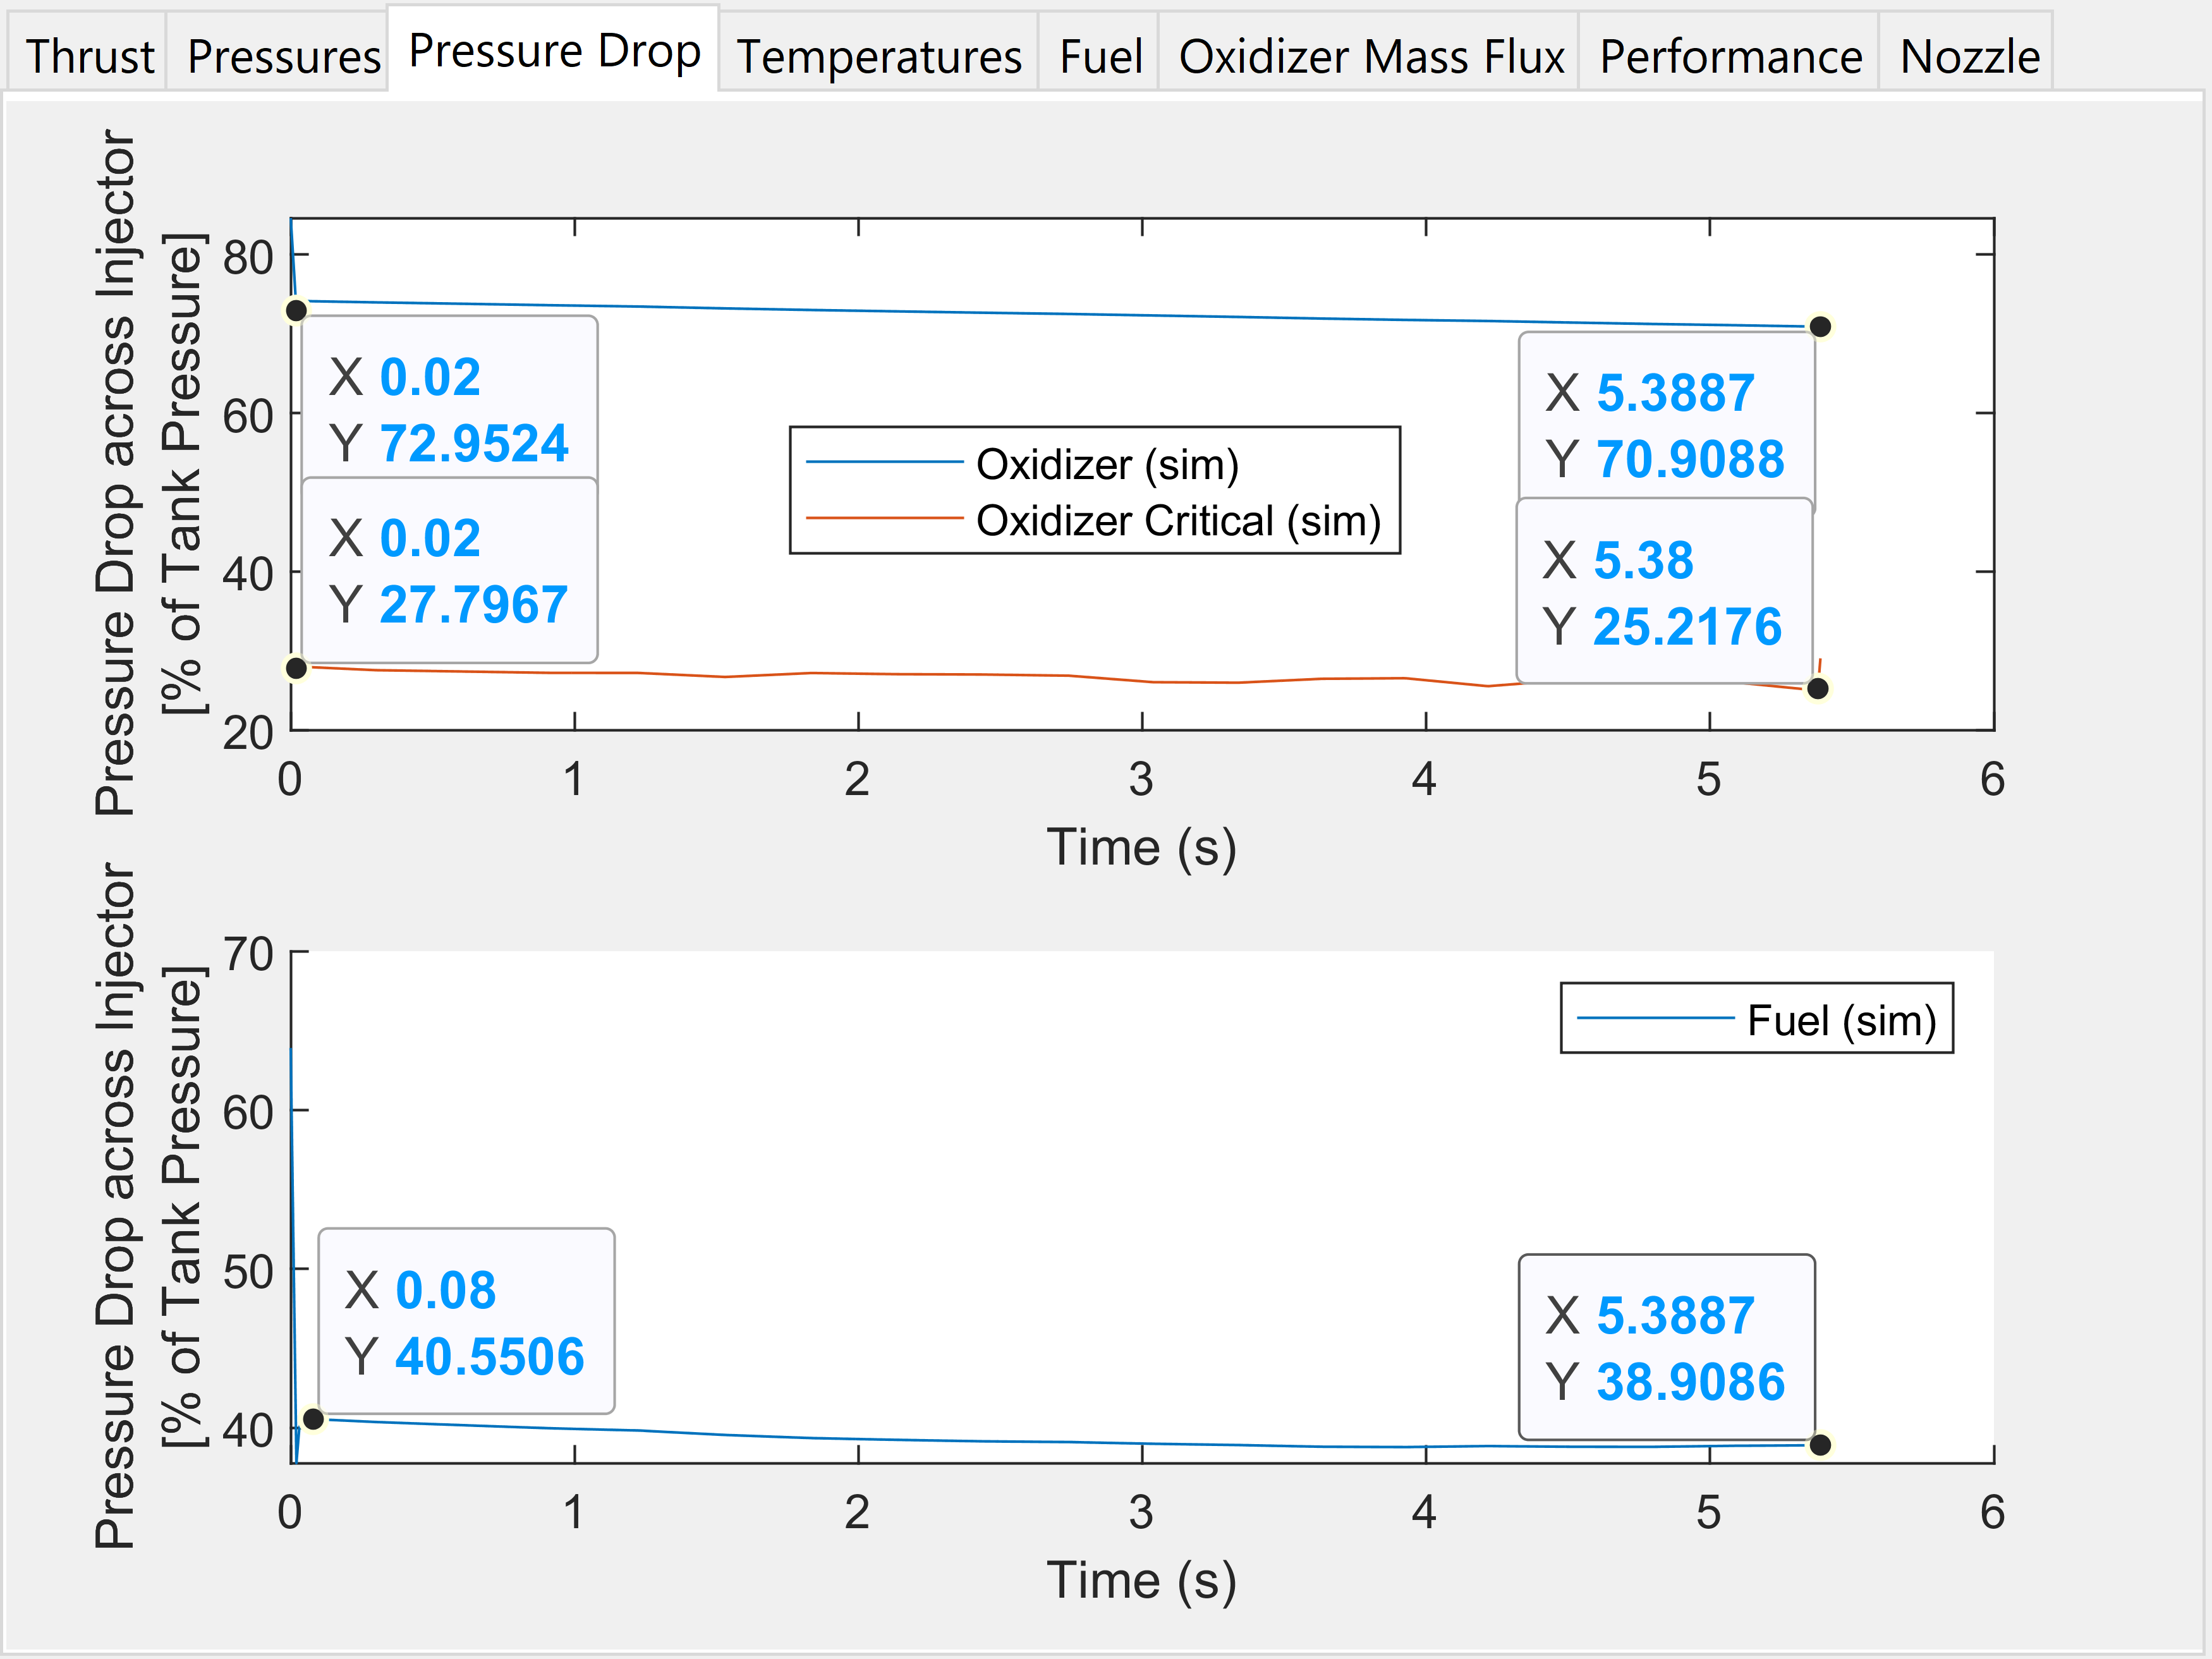 Thrust Pressures Pressure Drop Temperatures Fuel Oxidizer Mass Flux Performance Nozzle
Pressure Drop across Injector
[% of Tank Pressure]
80
60
40
20
X 0.02
Y 72.9524
X 0.02
Y 27.7967
Oxidizer (sim)
Oxidizer Critical (sim)
X 5.3887
Y 70.9088
X 5.38
Y 25.2176
0 1 2 3 4 5 6
Time (s)
Pressure Drop across Injector
[% of Tank Pressure]
70
60
50
40
Fuel (sim)
X 0.08
Y 40.5506
X 5.3887
Y 38.9086
0 1 2 3 4 5 6
Time (s)